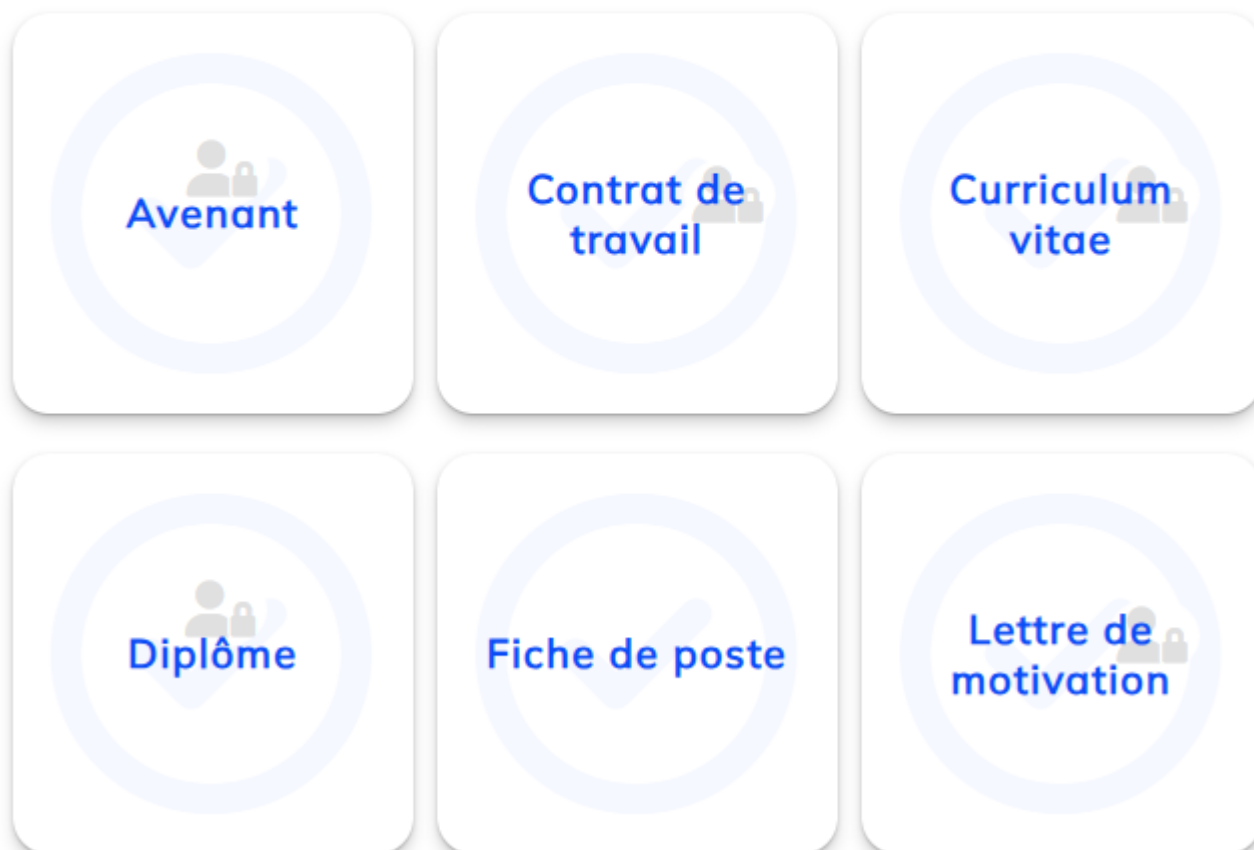 Avenant
Contrat de
travail
Curriculum
vitae
Diplôme
Fiche de poste
Lettre de
motivation